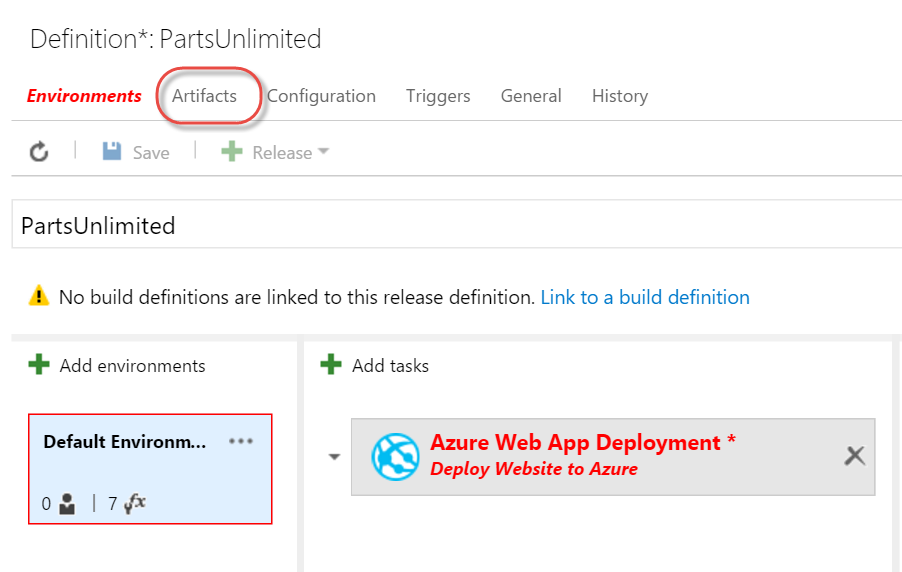 Definition*: PartsUnlimited
Environments Artifacts Configuration Triggers General History
Save Release
PartsUnlimited
No build definitions are linked to this release definition. Link to a build definition
Add environments
Add tasks
Default Environm...
0 | 7 fx
Azure Web App Deployment *
Deploy Website to Azure